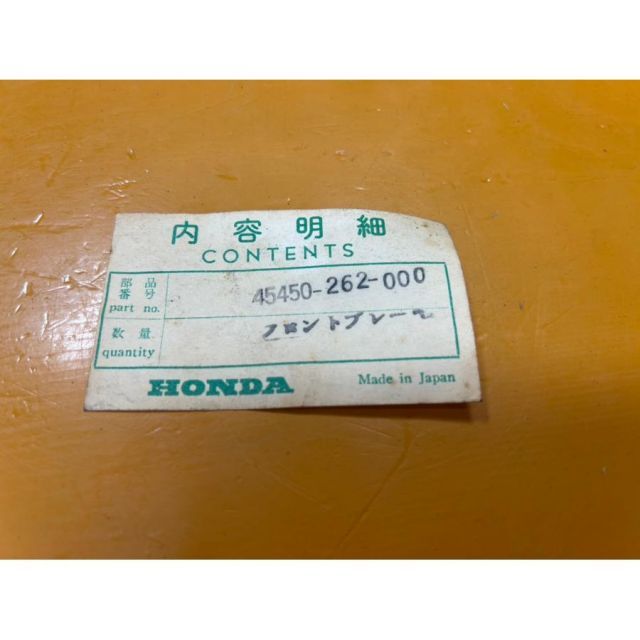 内容明細
CONTENTS
部品番号
part no.
45450-262-000
数量
quantity
フロントブレーキ
HONDA
Made in Japan